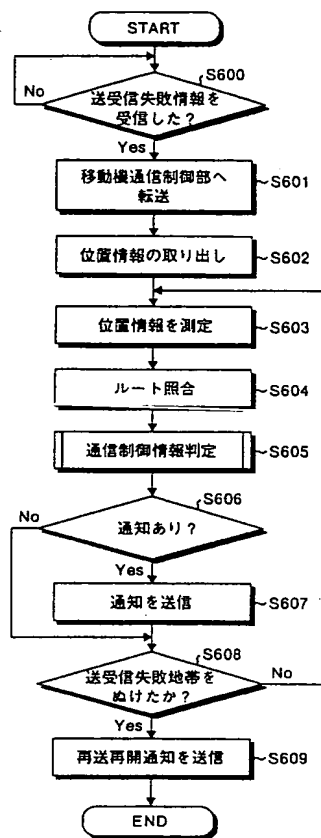 START
S600
No
送受信失敗情報を
受信した？
Yes
移動機通信制御部へ
転送
S601
位置情報の取り出し
S602
位置情報を測定
S603
ルート照合
S604
通信制御情報判定
S605
S606
No
通知あり？
Yes
通知を送信
S607
S608
送受信失敗地帯を
ぬけたか？
No
Yes
再送再開通知を送信
S609
END